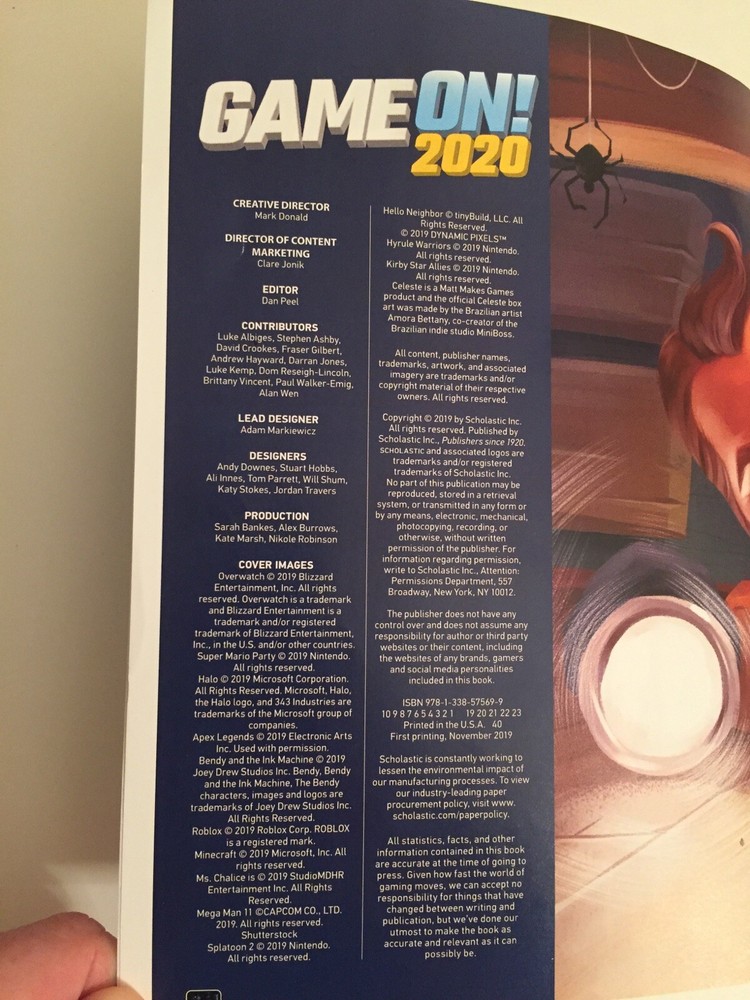 GAME ON!
2020
CREATIVE DIRECTOR
Mark Donald
DIRECTOR OF CONTENT
MARKETING
Clare Jonik
EDITOR
Dan Peel
CONTRIBUTORS
Luke Albiges, Stephen Ashby,
David Crookes, Fraser Gilbert,
Andrew Hayward, Darran Jones,
Luke Kemp, Dom Reseigh-Lincoln,
Brittany Vincent, Paul Walker-Emig,
Alan Wen
LEAD DESIGNER
Adam Markiewicz
DESIGNERS
Andy Downes, Stuart Hobbs,
Ali Innes, Tom Parrett, Will Shum,
Katy Stokes, Jordan Travers
PRODUCTION
Sarah Bankes, Alex Burrows,
Kate Marsh, Nikole Robinson
COVER IMAGES
Overwatch © 2019 Blizzard
Entertainment, Inc. All rights
reserved. Overwatch is a trademark
and Blizzard Entertainment is a
trademark and/or registered
trademark of Blizzard Entertainment,
Inc., in the U.S. and/or other countries.
Super Mario Party © 2019 Nintendo.
All rights reserved.
Halo © 2019 Microsoft Corporation.
All Rights Reserved. Microsoft, Halo,
the Halo logo, and 343 Industries are
trademarks of the Microsoft group of
companies.
Apex Legends © 2019 Electronic Arts
Inc. Used with permission.
Bendy and the Ink Machine © 2019
Joey Drew Studios Inc. Bendy, Bendy
and the Ink Machine, The Bendy
characters, images and logos are
trademarks of Joey Drew Studios Inc.
All Rights Reserved.
Roblox © 2019 Roblox Corp. ROBLOX
is a registered mark.
Minecraft © 2019 Microsoft, Inc. All
rights reserved.
Ms. Chalice is © 2019 StudioMDHR
Entertainment Inc. All Rights
Reserved.
Mega Man 11 ©CAPCOM CO., LTD.
2019. All rights reserved.
Shutterstock
Splatoon 2 © 2019 Nintendo.
All rights reserved.
Hello Neighbor © tinyBuild, LLC. All
Rights Reserved.
© 2019 DYNAMIC PIXELS™
Hyrule Warriors © 2019 Nintendo.
All rights reserved.
Kirby Star Allies © 2019 Nintendo.
All rights reserved.
Celeste is a Matt Makes Games
product and the official Celeste box
art was made by the Brazilian artist
Amora Bettany, co-creator of the
Brazilian indie studio MiniBoss.
All content, publisher names,
trademarks, artwork, and associated
imagery are trademarks and/or
copyright material of their respective
owners. All rights reserved.
Copyright © 2019 by Scholastic Inc.
All rights reserved. Published by
Scholastic Inc., Publishers since 1920.
SCHOLASTIC and associated logos are
trademarks and/or registered
trademarks of Scholastic Inc.
No part of this publication may be
reproduced, stored in a retrieval
system, or transmitted in any form or
by any means, electronic, mechanical,
photocopying, recording, or
otherwise, without written
permission of the publisher. For
information regarding permission,
write to Scholastic Inc., Attention:
Permissions Department, 557
Broadway, New York, NY 10012.
The publisher does not have any
control over and does not assume any
responsibility for author or third party
websites or their content, including
the websites of any brands, gamers
and social media personalities
included in this book.
ISBN 978-1-338-57569-9
10 9 8 7 6 5 4 3 2 1 19 20 21 22 23
Printed in the U.S.A. 40
First printing, November 2019
Scholastic is constantly working to
lessen the environmental impact of
our manufacturing processes. To view
our industry-leading paper
procurement policy, visit www.
scholastic.com/paperpolicy.
All statistics, facts, and other
information contained in this book
are accurate at the time of going to
press. Given how fast the world of
gaming moves, we can accept no
responsibility for things that have
changed between writing and
publication, but we've done our
utmost to make the book as
accurate and relevant as it can
possibly be.